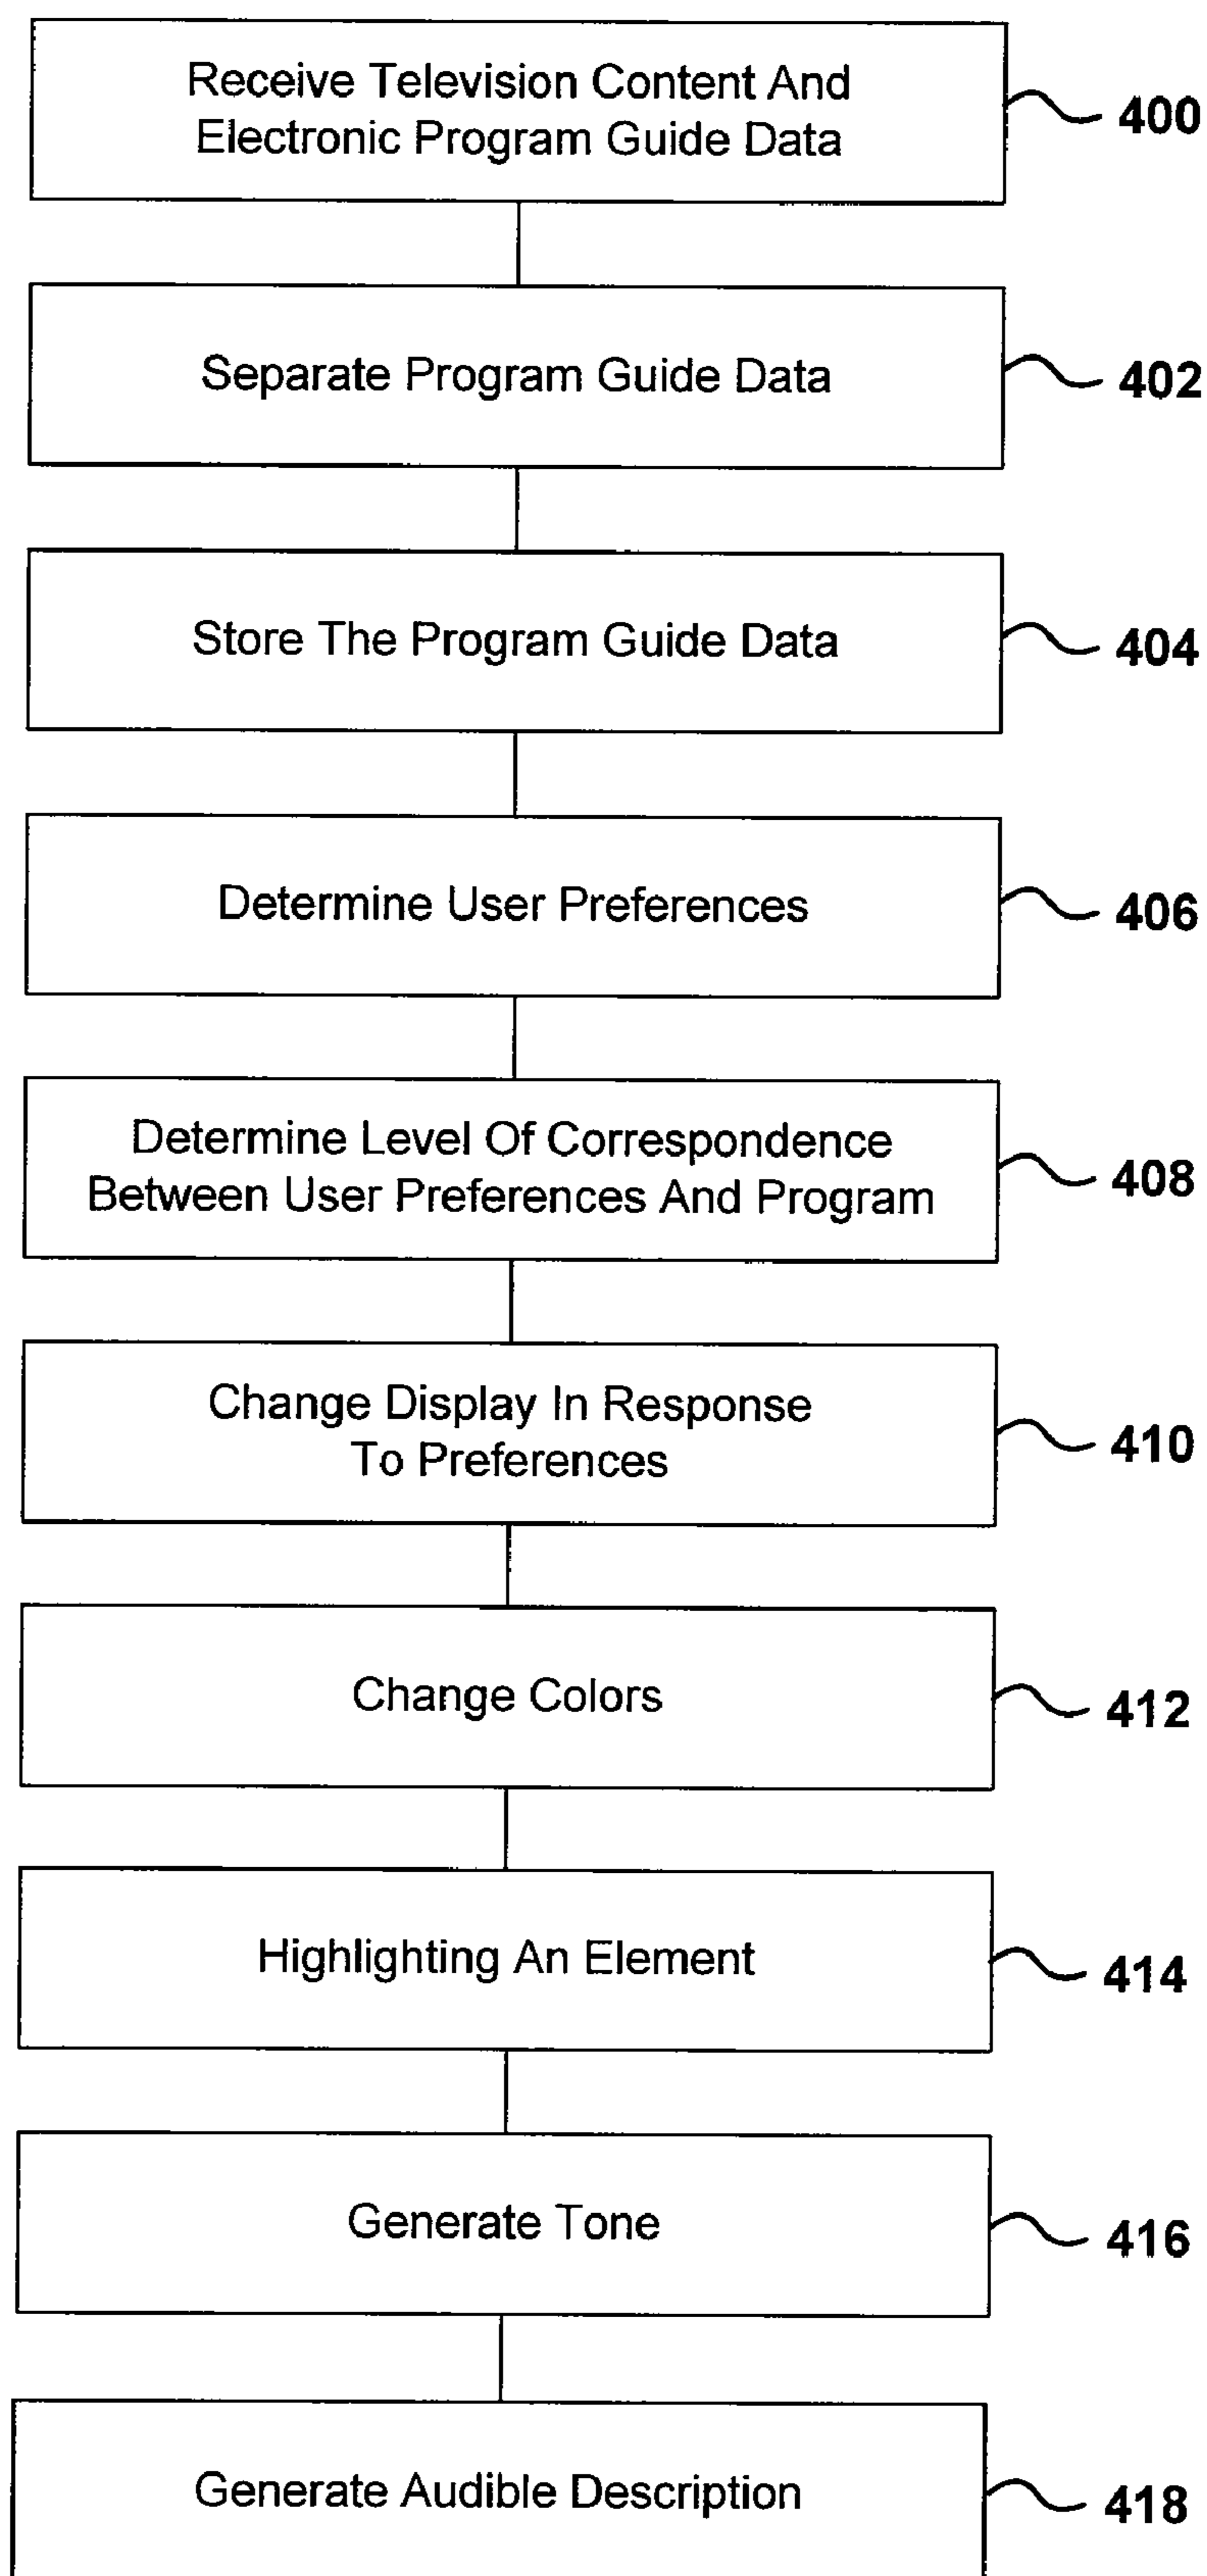 Receive Television Content And
Electronic Program Guide Data
400
Separate Program Guide Data
402
Store The Program Guide Data
404
Determine User Preferences
406
Determine Level Of Correspondence
Between User Preferences And Program
408
Change Display In Response
To Preferences
410
Change Colors
412
Highlighting An Element
414
Generate Tone
416
Generate Audible Description
418